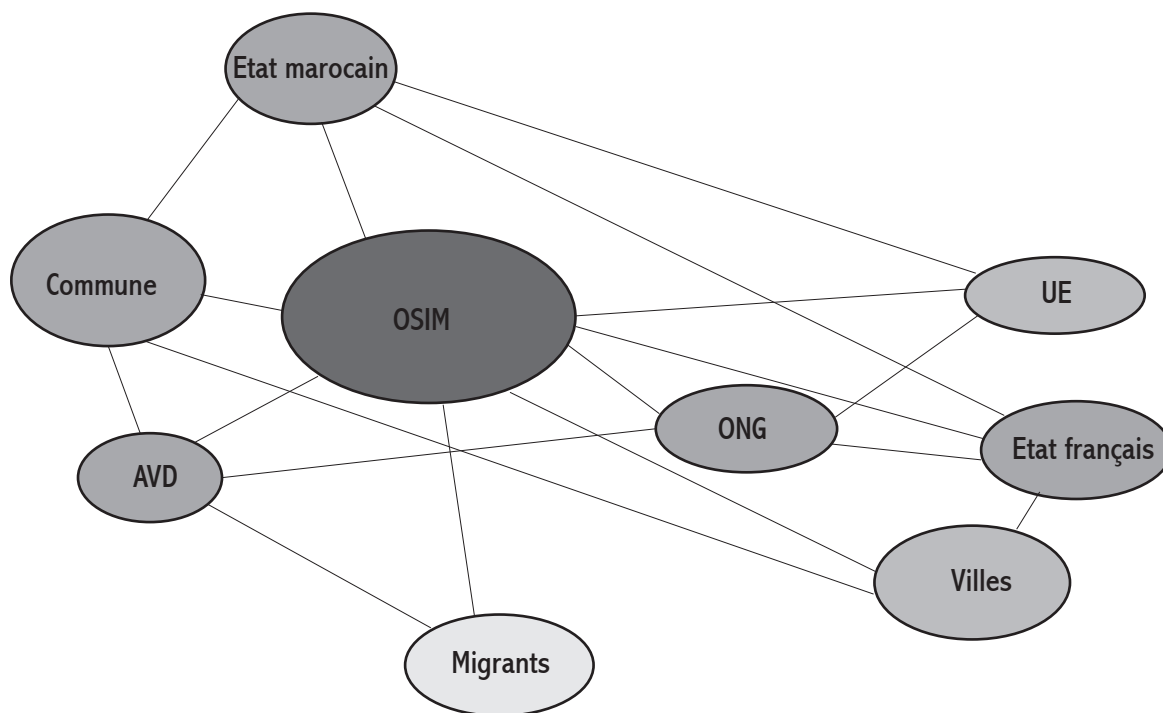 Etat marocain
Commune
OSIM
UE
ONG
Etat français
AVD
Villes
Migrants